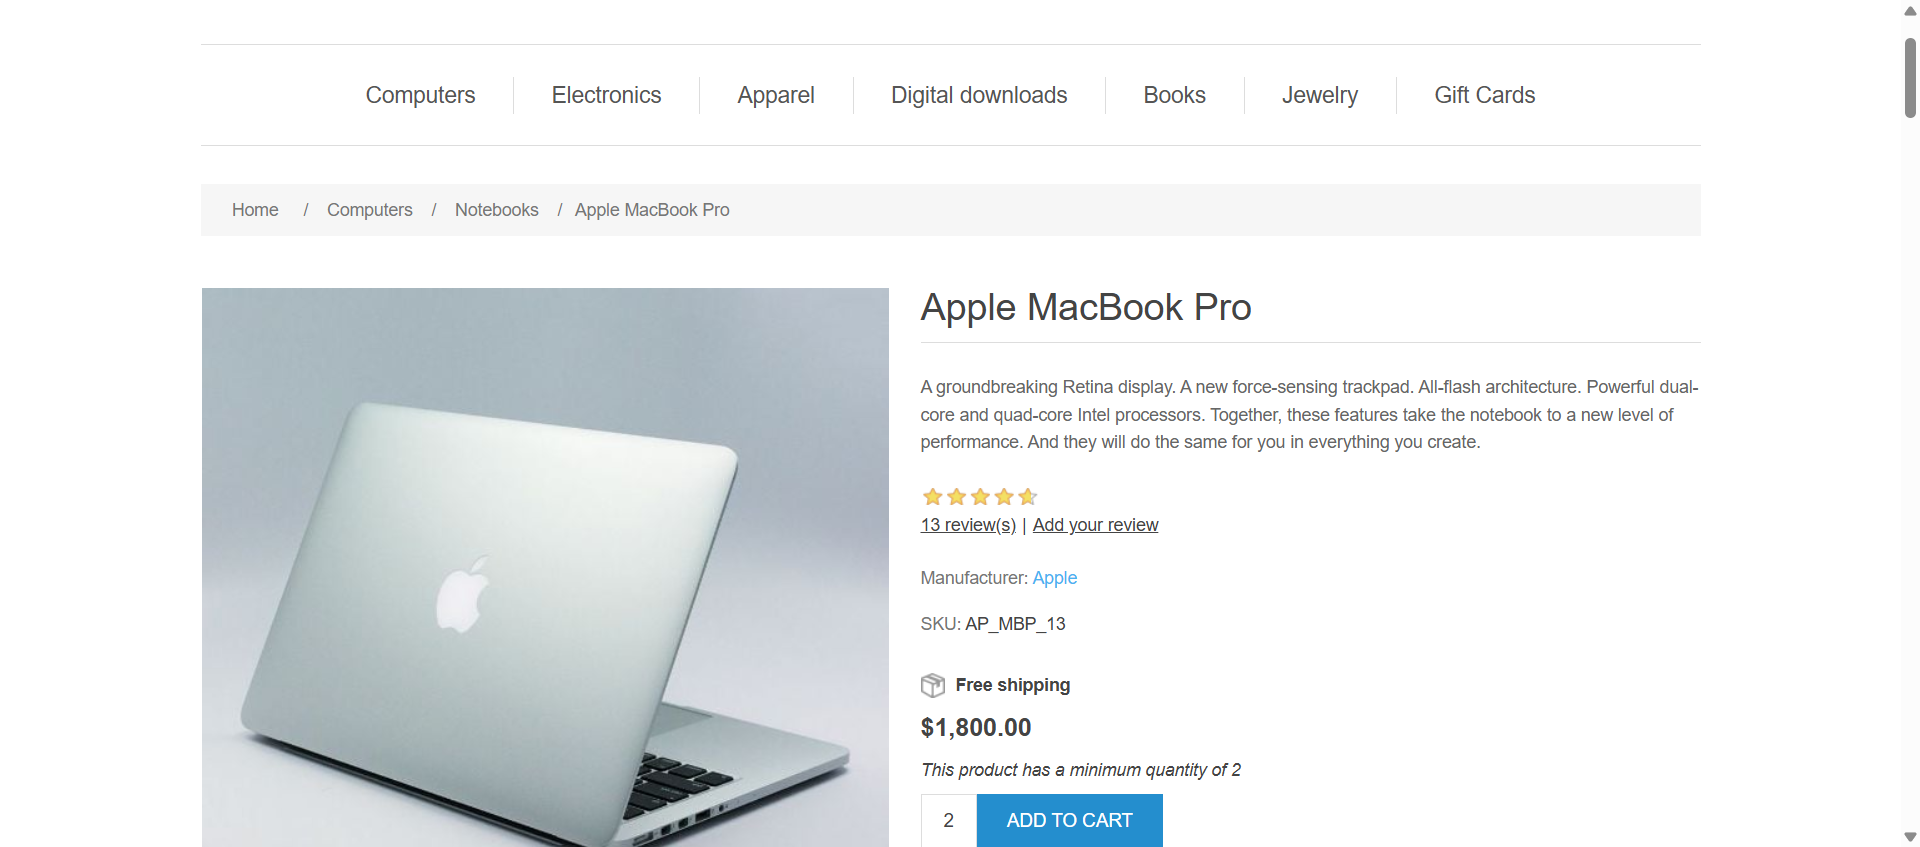 Computers
Electronics
Apparel
Digital downloads
Books
Jewelry
Gift Cards
Home / Computers / Notebooks / Apple MacBook Pro
Apple MacBook Pro
A groundbreaking Retina display. A new force-sensing trackpad. All-flash architecture. Powerful dual-
core and quad-core Intel processors. Together, these features take the notebook to a new level of
performance. And they will do the same for you in everything you create.
13 review(s) | Add your review
Manufacturer: Apple
SKU: AP_MBP_13
Free shipping
$1,800.00
This product has a minimum quantity of 2
2
ADD TO CART